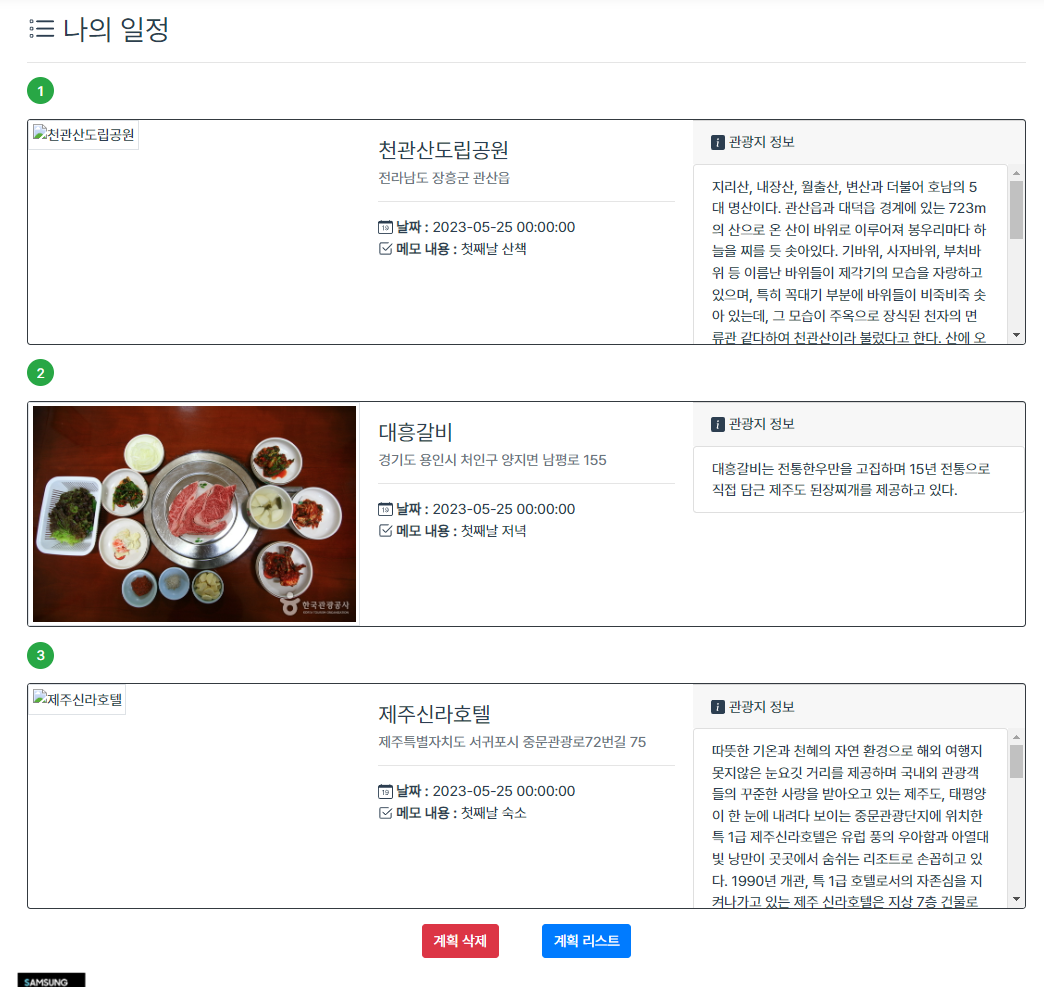 나의 일정
1
천관산도립공원
천관산도립공원
전라남도 장흥군 관산읍
날짜 : 2023-05-25 00:00:00
메모 내용 : 첫째날 산책
관광지 정보
지리산, 내장산, 월출산, 변산과 더불어 호남의 5
대 명산이다. 관산읍과 대덕읍 경계에 있는 723m
의 산으로 온 산이 바위로 이루어져 봉우리마다 하
늘을 찌를 듯 솟아있다. 기바위, 사자바위, 부처바
위 등 이름난 바위들이 제각기의 모습을 자랑하고
있으며, 특히 꼭대기 부분에 바위들이 비죽비죽 솟
아 있는데, 그 모습이 주옥으로 장식된 천자의 면
류관 같다하여 천관산이라 불렀다고 한다. 산에 오
2
한국관광공사
대흥갈비
경기도 용인시 처인구 양지면 남평로 155
날짜 : 2023-05-25 00:00:00
메모 내용 : 첫째날 저녁
관광지 정보
대흥갈비는 전통한우만을 고집하며 15년 전통으로
직접 담근 제주도 된장찌개를 제공하고 있다.
3
제주신라호텔
제주신라호텔
제주특별자치도 서귀포시 중문관광로72번길 75
날짜 : 2023-05-25 00:00:00
메모 내용 : 첫째날 숙소
관광지 정보
따뜻한 기온과 천혜의 자연 환경으로 해외 여행지
못지않은 눈요깃 거리를 제공하며 국내외 관광객
들의 꾸준한 사랑을 받아오고 있는 제주도, 태평양
이 한 눈에 내려다 보이는 중문관광단지에 위치한
특 1급 제주신라호텔은 유럽 풍의 우아함과 아열대
빛 낭만이 곳곳에서 숨쉬는 리조트로 손꼽히고 있
다. 1990년 개관, 특 1급 호텔로서의 자존심을 지
켜나가고 있는 제주 신라호텔은 지상 7층 건물로
계획 삭제
계획 리스트
SAMSUNG